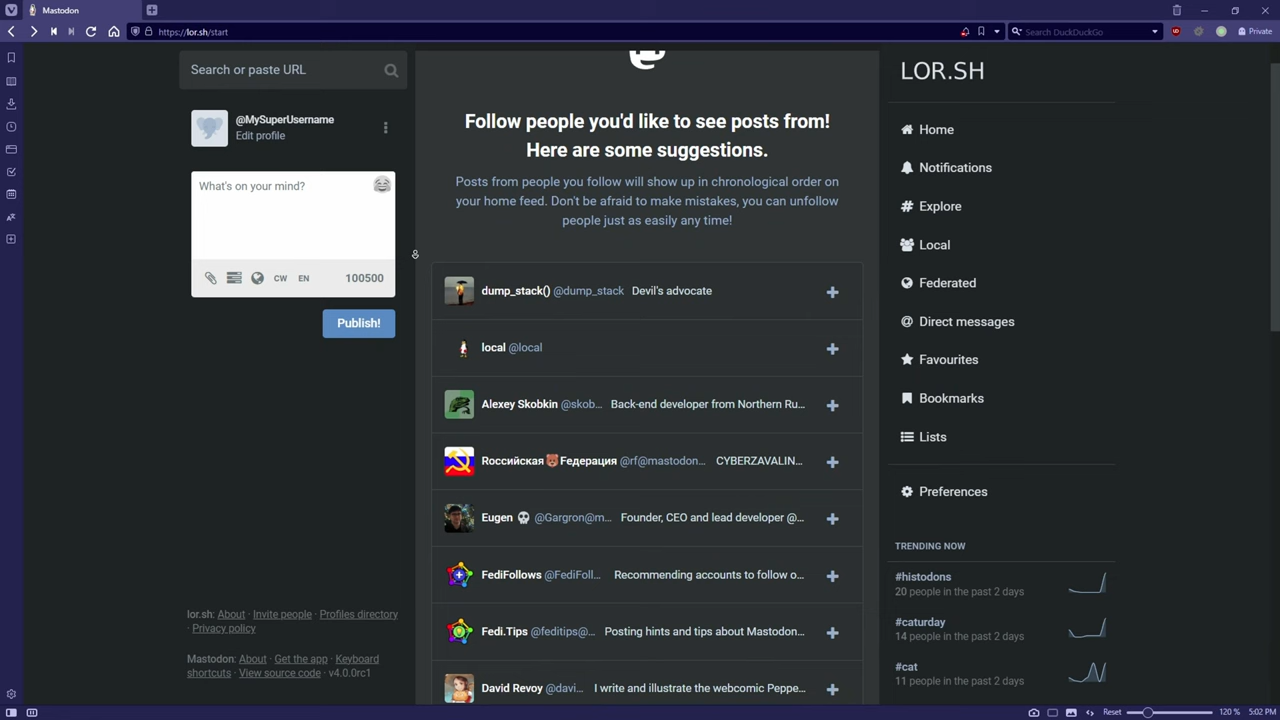 Mastodon
https://lor.sh/start
Search DuckDuckGo
Private
Search or paste URL
@MySuperUsername
Edit profile
What's on your mind?
CW
EN
100500
Publish!
lor.sh: About · Invite people · Profiles directory
· Privacy policy
Mastodon: About · Get the app · Keyboard
shortcuts · View source code · v4.0.0rc1
Follow people you'd like to see posts from!
Here are some suggestions.
Posts from people you follow will show up in chronological order on
your home feed. Don't be afraid to make mistakes, you can unfollow
people just as easily any time!
dump_stack() @dump_stack Devil's advocate
local @local
Alexey Skobkin @skob... Back-end developer from Northern Ru...
Российская🐻Федерация @rf@mastodon... CYBERZAVALIN...
Eugen 💀 @Gargron@m... Founder, CEO and lead developer @...
FediFollows @FediFoll... Recommending accounts to follow o...
Fedi.Tips @feditips@... Posting hints and tips about Mastodon...
David Revoy @davi... I write and illustrate the webcomic Peppe...
LOR.SH
Home
Notifications
Explore
Local
Federated
Direct messages
Favourites
Bookmarks
Lists
Preferences
TRENDING NOW
#histodons
20 people in the past 2 days
#caturday
14 people in the past 2 days
#cat
11 people in the past 2 days
Reset
120 %
5:02 PM